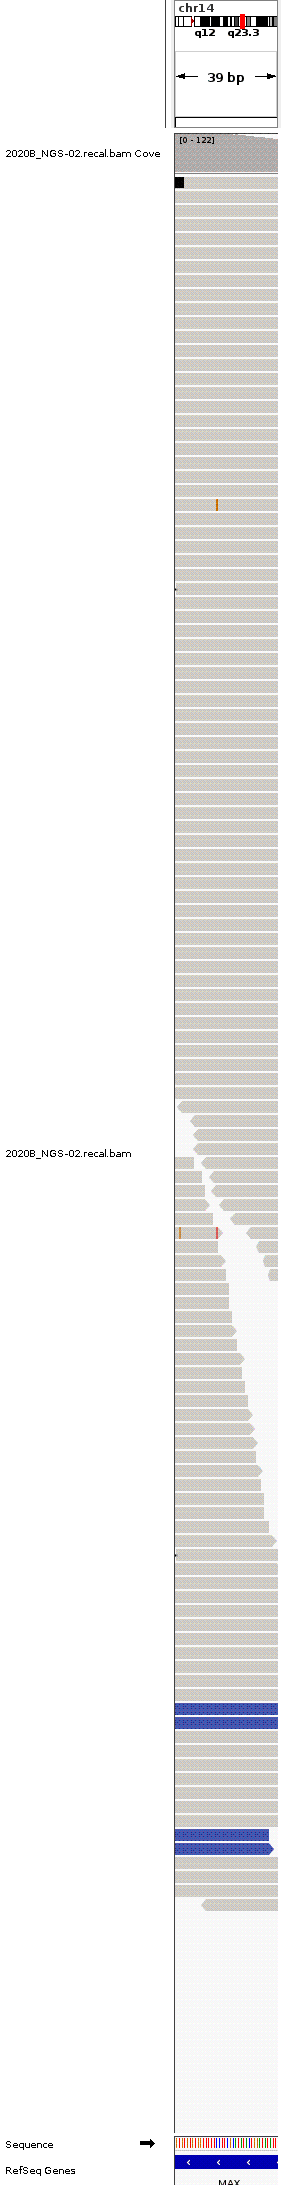 chr14
q12 q23.3
39 bp
[0 - 122]
2020B_NGS-02.recal.bam Cove
2020B_NGS-02.recal.bam
Sequence
RefSeq Genes
MAX